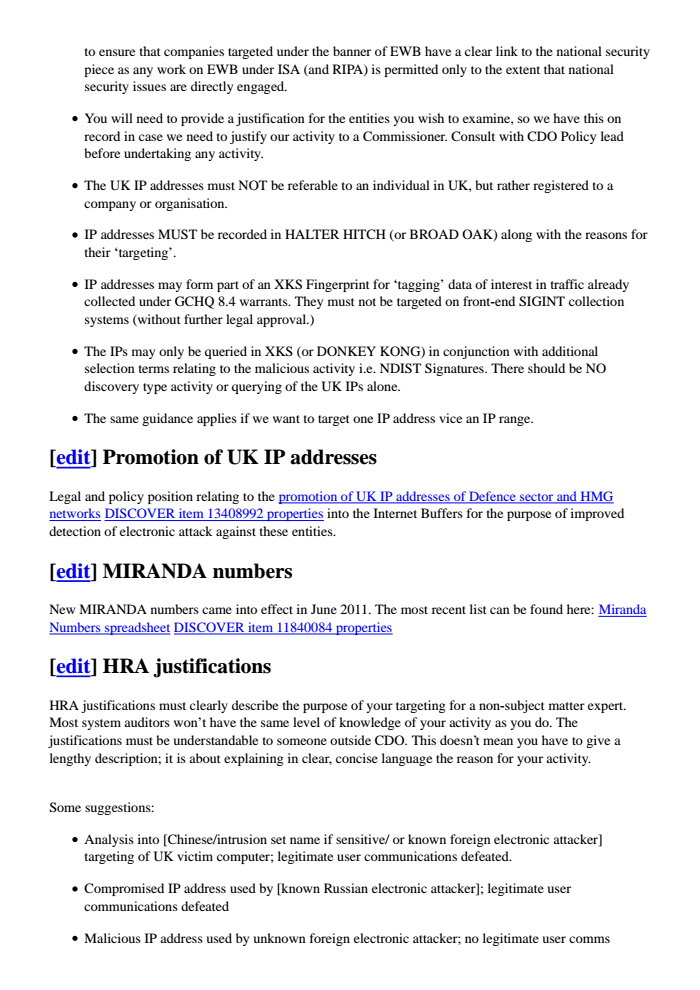 to ensure that companies targeted under the banner of EWB have a clear link to the national security
piece as any work on EWB under ISA (and RIPA) is permitted only to the extent that national
security issues are directly engaged.
• You will need to provide a justification for the entities you wish to examine, so we have this on
record in case we need to justify our activity to a Commissioner. Consult with CDO Policy lead
before undertaking any activity.
• The UK IP addresses must NOT be referable to an individual in UK, but rather registered to a
company or organisation.
• IP addresses MUST be recorded in HALTER HITCH (or BROAD OAK) along with the reasons for
their ‘targeting’.
• IP addresses may form part of an XKS Fingerprint for ‘tagging’ data of interest in traffic already
collected under GCHQ 8.4 warrants. They must not be targeted on front-end SIGINT collection
systems (without further legal approval.)
• The IPs may only be queried in XKS (or DONKEY KONG) in conjunction with additional
selection terms relating to the malicious activity i.e. NDIST Signatures. There should be NO
discovery type activity or querying of the UK IPs alone.
• The same guidance applies if we want to target one IP address vice an IP range.
[edit] Promotion of UK IP addresses
Legal and policy position relating to the promotion of UK IP addresses of Defence sector and HMG
networks DISCOVER item 13408992 properties into the Internet Buffers for the purpose of improved
detection of electronic attack against these entities.
[edit] MIRANDA numbers
New MIRANDA numbers came into effect in June 2011. The most recent list can be found here: Miranda
Numbers spreadsheet DISCOVER item 11840084 properties
[edit] HRA justifications
HRA justifications must clearly describe the purpose of your targeting for a non-subject matter expert.
Most system auditors won’t have the same level of knowledge of your activity as you do. The
justifications must be understandable to someone outside CDO. This doesn’t mean you have to give a
lengthy description; it is about explaining in clear, concise language the reason for your activity.
Some suggestions:
• Analysis into [Chinese/intrusion set name if sensitive/ or known foreign electronic attacker]
targeting of UK victim computer; legitimate user communications defeated.
• Compromised IP address used by [known Russian electronic attacker]; legitimate user
communications defeated
• Malicious IP address used by unknown foreign electronic attacker; no legitimate user comms